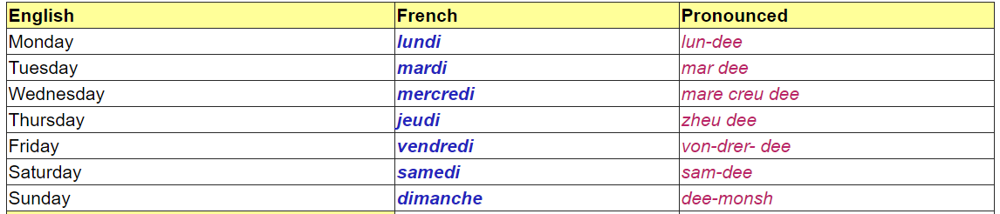 English French Pronounced
Monday lundi lun-dee
Tuesday mardi mar dee
Wednesday mercredi mare creu dee
Thursday jeudi zheu dee
Friday vendredi von-drer- dee
Saturday samedi sam-dee
Sunday dimanche dee-monsh